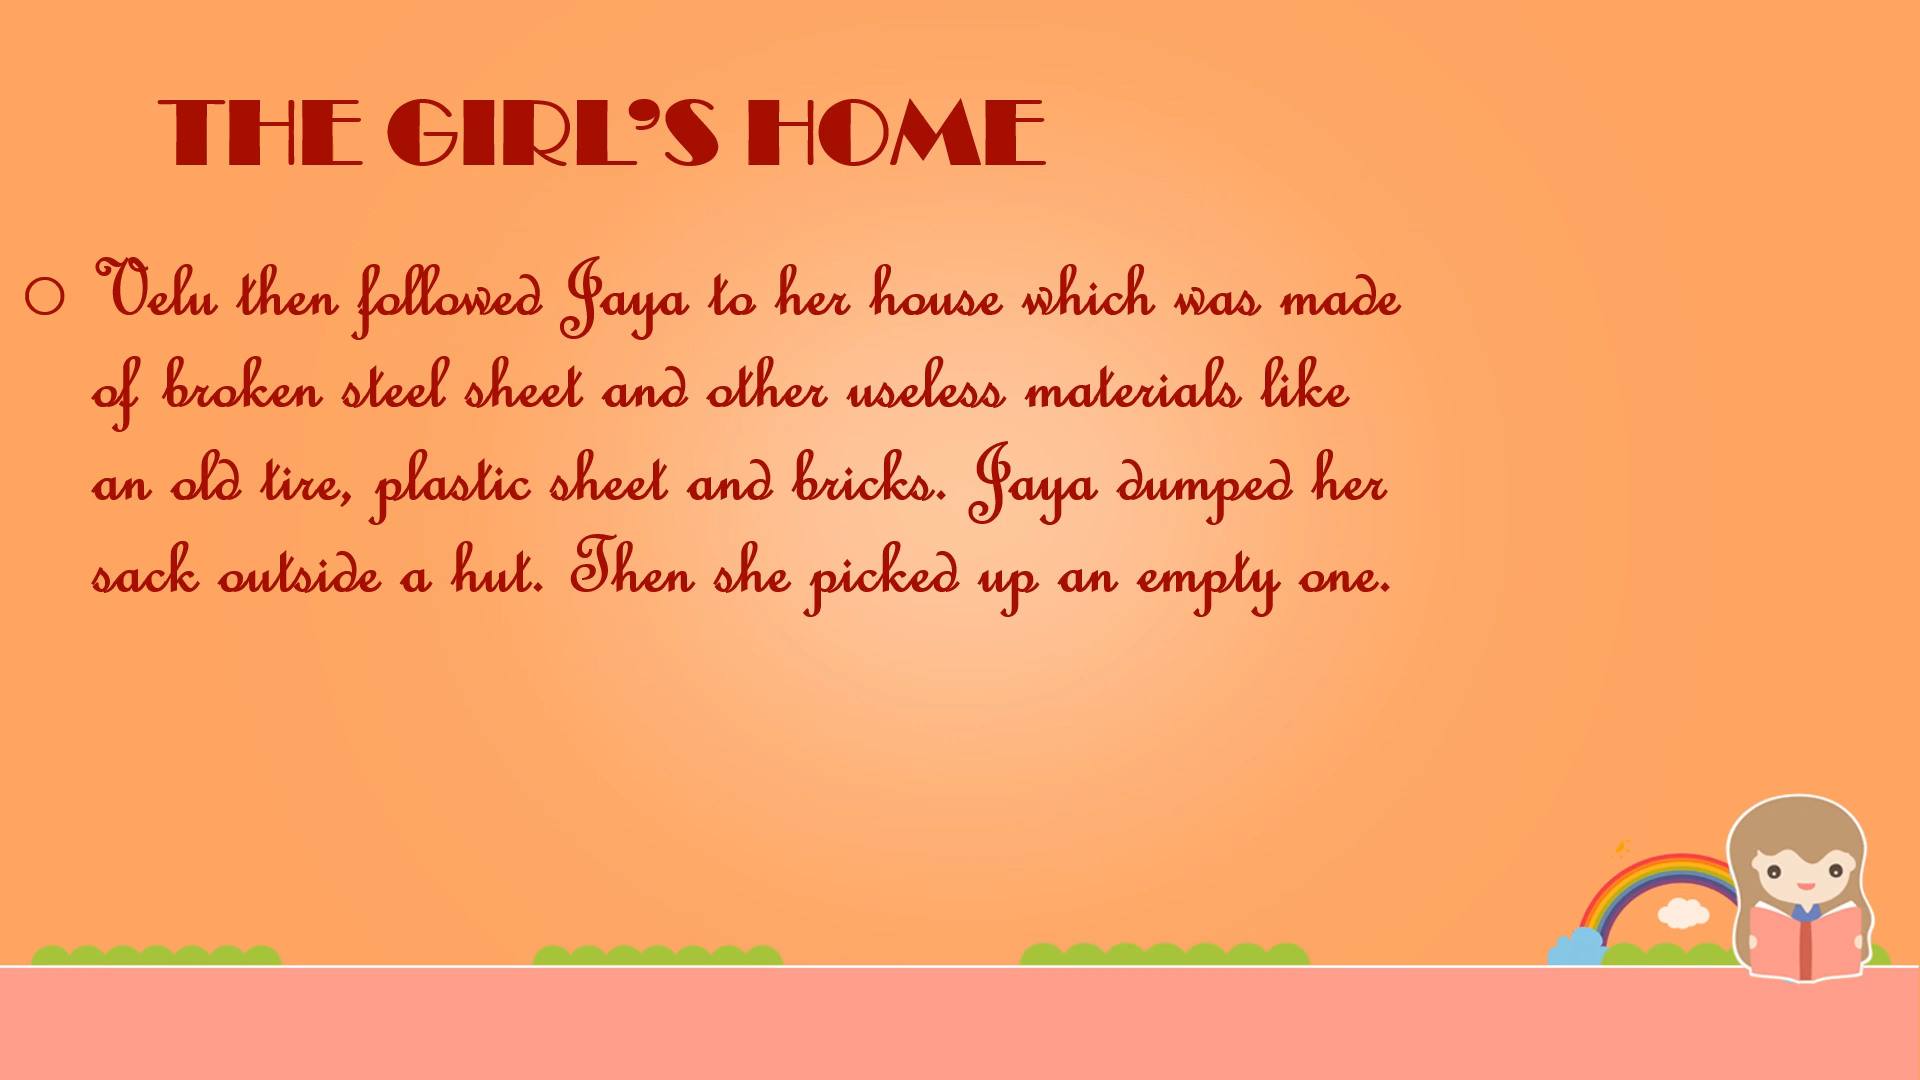 THE GIRL’S HOME
Velu then followed Jaya to her house which was made
of broken steel sheet and other useless materials like
an old tire, plastic sheet and bricks. Jaya dumped her
sack outside a hut. Then she picked up an empty one.